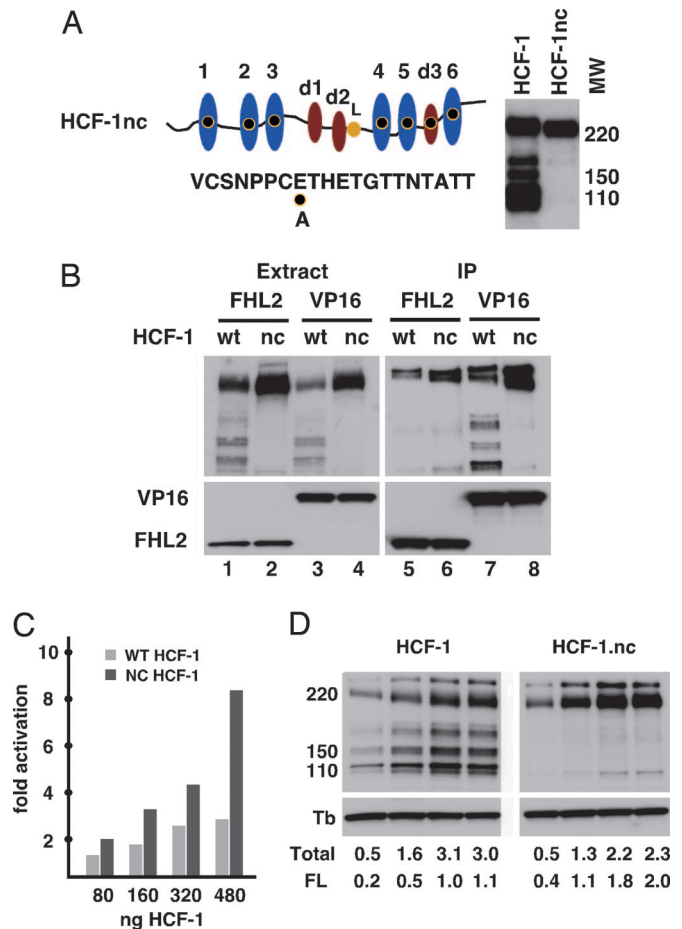 A
1 2 3 d1 d2 L 4 5 d3 6
HCF-1nc
VCSNPPCETHETGTTNTATT
A
HCF-1 HCF-1nc MW
220
150
110
B
Extract IP
FHL2 VP16 FHL2 VP16
HCF-1 wt nc wt nc wt nc wt nc
VP16
FHL2
1 2 3 4 5 6 7 8
C
WT HCF-1
NC HCF-1
fold activation
10
8
6
4
2
80 160 320 480
ng HCF-1
D
HCF-1 HCF-1.nc
220
150
110
Tb
Total 0.5 1.6 3.1 3.0 0.5 1.3 2.2 2.3
FL 0.2 0.5 1.0 1.1 0.4 1.1 1.8 2.0